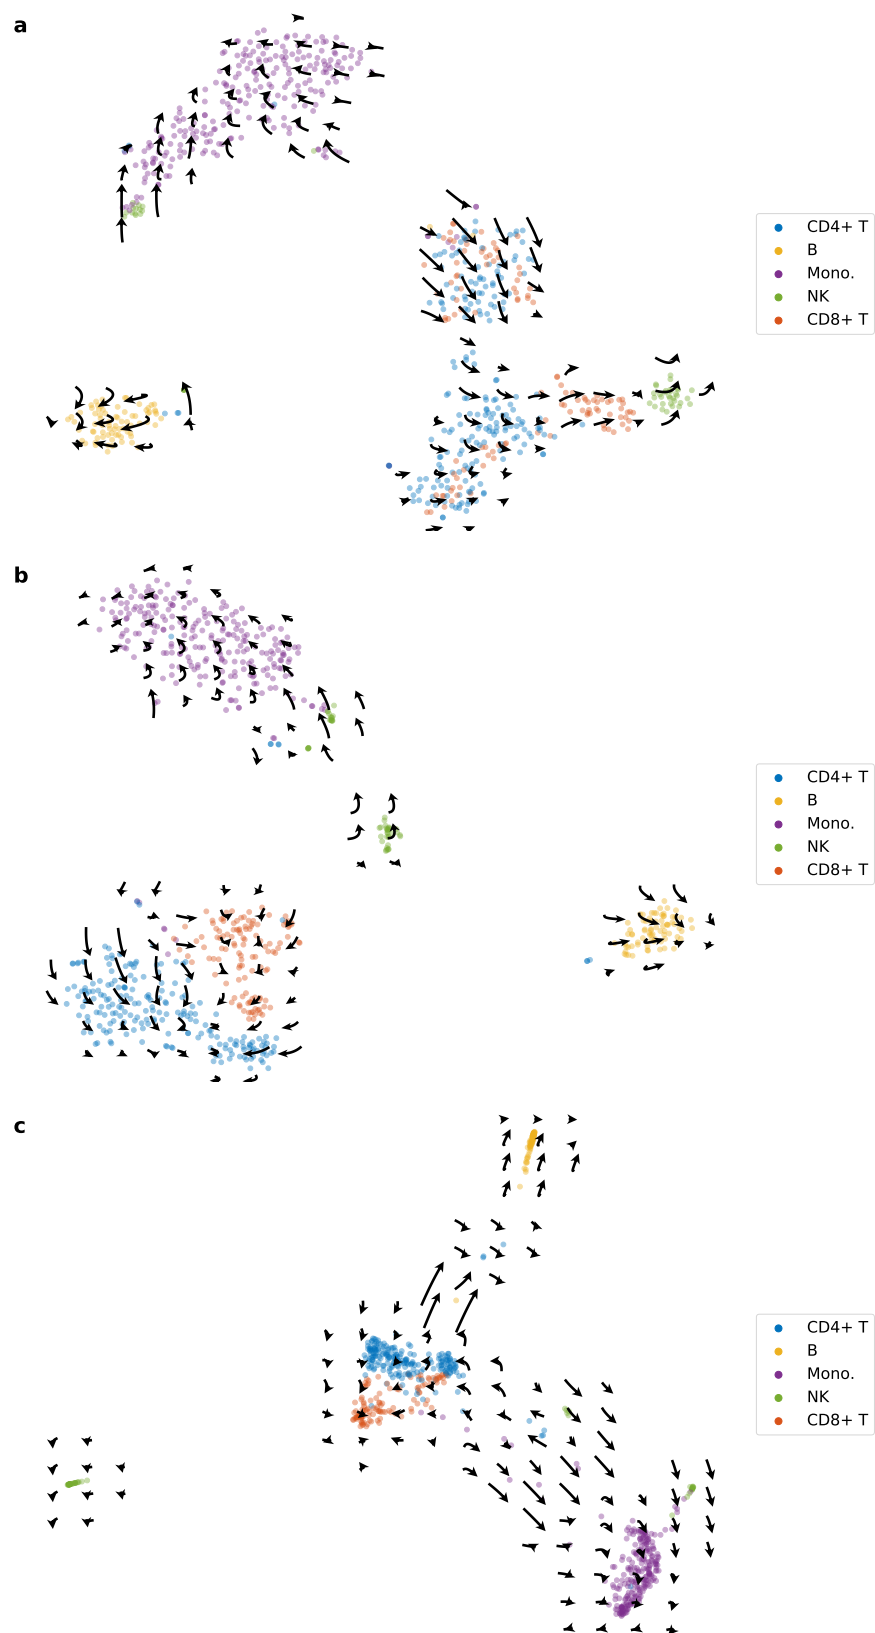 a
CD4+ T
B
Mono.
NK
CD8+ T
b
CD4+ T
B
Mono.
NK
CD8+ T
c
CD4+ T
B
Mono.
NK
CD8+ T